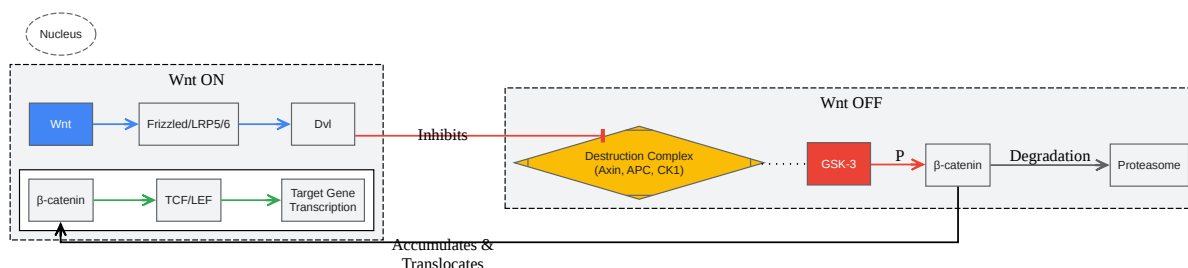 Nucleus
Wnt ON
Wnt OFF
Wnt
Frizzled/LRP5/6
Dvl
Inhibits
Destruction Complex
(Axin, APC, CK1)
GSK-3
P
β-catenin
Degradation
Proteasome
β-catenin
TCF/LEF
Target Gene
Transcription
Accumulates &
Translocates